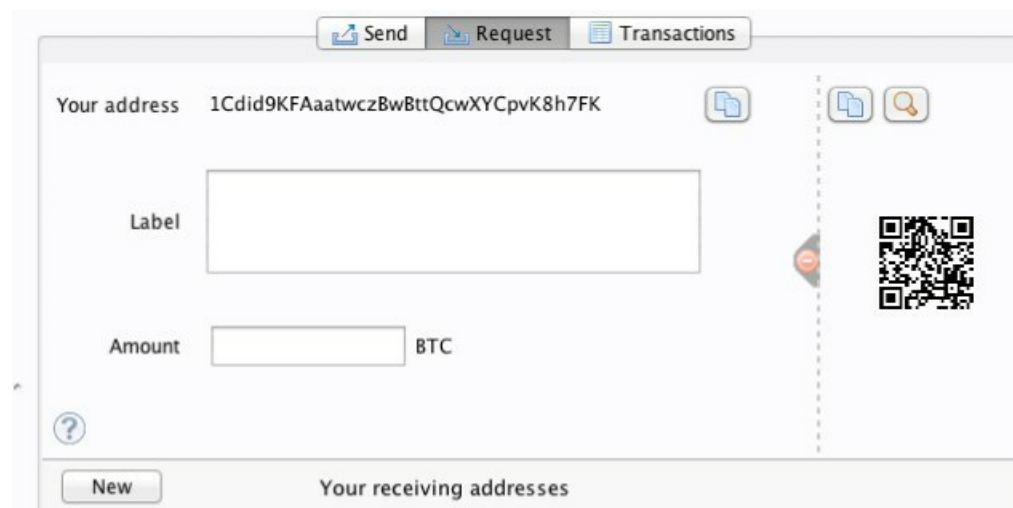 Send Request Transactions
Your address 1Cdid9KFAaatwczBwBttQcwXYCpvK8h7FK
Label
Amount BTC
?
New Your receiving addresses